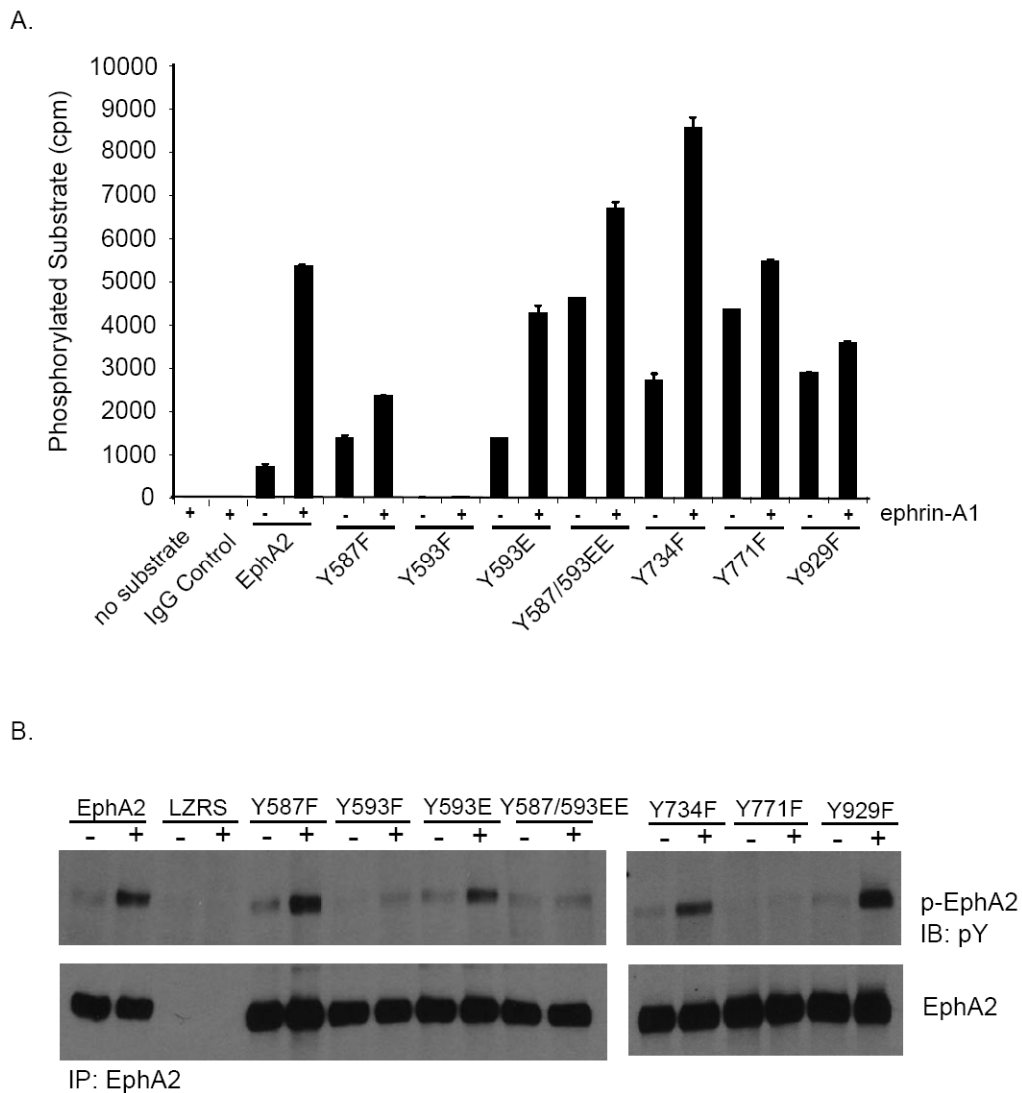 A.
Phosphorylated Substrate (cpm)
10000
9000
8000
7000
6000
5000
4000
3000
2000
1000
0
+ + - + - + - + - + - + - + - + - + ephrin-A1
no substrate
IgG Control
EphA2
Y587F
Y593F
Y593E
Y587/593EE
Y734F
Y771F
Y929F
B.
EphA2 LZRS Y587F Y593F Y593E Y587/593EE Y734F Y771F Y929F
- + - + - + - + - + - + - + - + - +
p-EphA2
IB: pY
EphA2
IP: EphA2